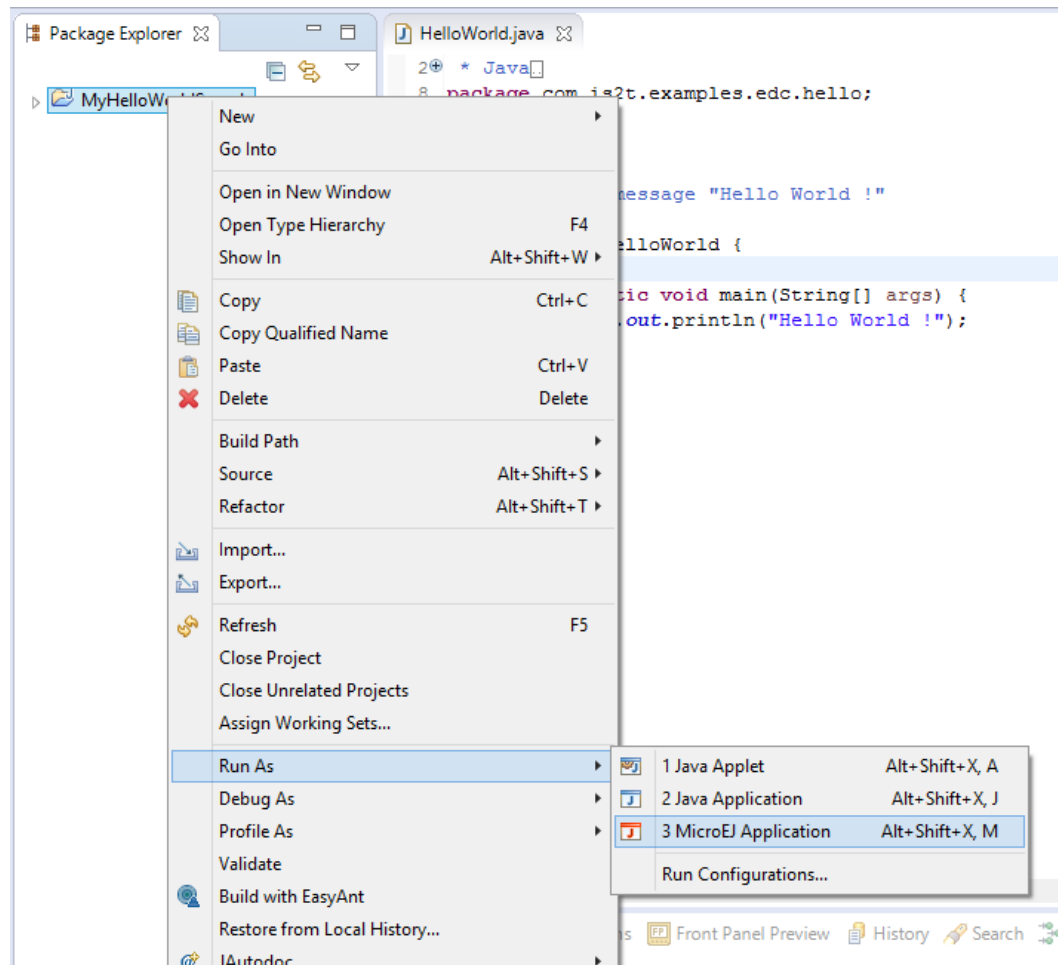 Package Explorer
HelloWorld.java
2 * Java
MyHelloWo
8 package com.is2t.examples.edc.hello;
New
Go Into
Open in New Window
message "Hello World !"
Open Type Hierarchy F4
elloWorld {
Show In Alt+Shift+W
Copy Ctrl+C
tic void main(String[] args) {
.out.println("Hello World !");
Copy Qualified Name
Paste Ctrl+V
Delete Delete
Build Path
Source Alt+Shift+S
Refactor Alt+Shift+T
Import...
Export...
Refresh F5
Close Project
Close Unrelated Projects
Assign Working Sets...
Run As
1 Java Applet Alt+Shift+X, A
Debug As
2 Java Application Alt+Shift+X, J
Profile As
3 MicroEJ Application Alt+Shift+X, M
Validate
Run Configurations...
Build with EasyAnt
Restore from Local History...
ns FP Front Panel Preview History Search
JAutodoc